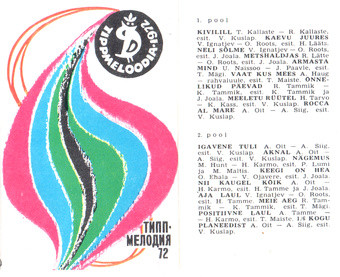 TIPPMELOODIA-1972
ТИПП-
МЕЛОДИЯ
72
1. pool
KIVILILL T. Kallaste — R. Kallaste,
esit. V. Kuslap. KAEVU JUURES
V. Ignatjev — O. Roots, esit. H. Läätz.
NELI SÕLME V. Ignatjev — O. Roots,
esit. J. Joala. METSHALDJAS R. Lätte
— O. Roots, esit. J. Joala. ARMASTA
MIND U. Naissoo — J. Paavle, esit.
T. Mägi. VAAT KUS MEES A. Haug
— rahvaluule, esit. T. Maiste. ÕNNE-
LIKUD PÄEVAD R. Tammik —
K. Tammik, esit. K. Tammik ja
J. Joala. MEELETU RÜÜTEL H. Tarvo
— K. Kass, esit. V. Kuslap. ROCCA
AL MARE A. Oit — A. Siig, esit.
V. Kuslap.
2. pool
IGAVENE TULI A. Oit — A. Siig,
esit. V. Kuslap. AKNAL A. Oit —
A. Siig, esit. V. Kuslap. NÄGEMUS
M. Hunt — H. Karmo, esit. P. Lumi
ja M. Maltis. KEEGI ON HEA
O. Ehala — V. Ojavere, esit. J. Joala.
NII KAUGEL KÕIK A. Oit —
H. Karmo, esit. H. Tamme ja J. Joala.
AJA LAUL V. Ignatjev — O. Roots,
esit. H. Tamme. MEIE AEG R. Tam-
mik — K. Tammik, esit. T. Mägi.
POSITIIVNE LAUL A. Tamme —
— H. Karmo, esit. T. Maiste. 1:8 KOGU
PLANEEDIST A. Oit — A. Siig, esit.
V. Kuslap.